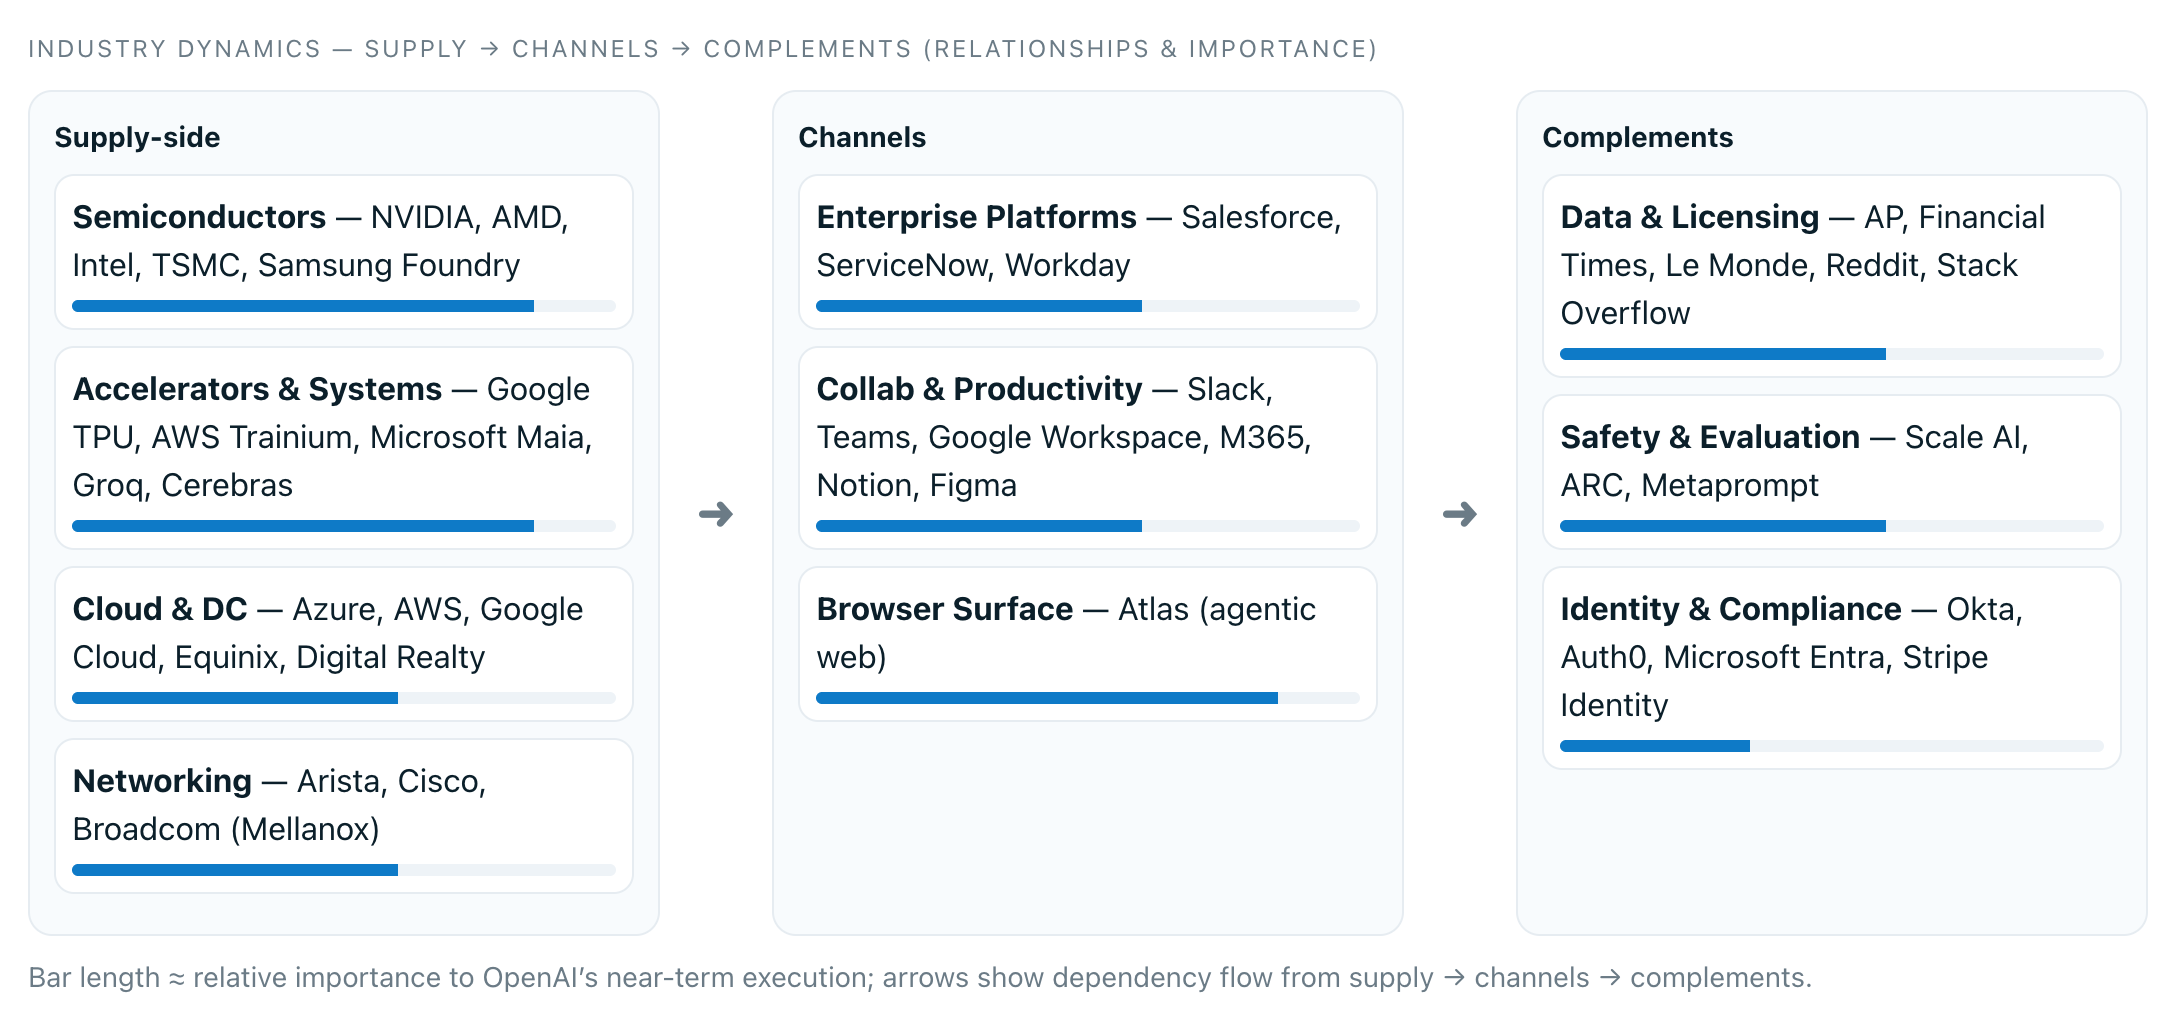 INDUSTRY DYNAMICS — SUPPLY → CHANNELS → COMPLEMENTS (RELATIONSHIPS & IMPORTANCE)
Supply-side
Semiconductors — NVIDIA, AMD,
Intel, TSMC, Samsung Foundry
Accelerators & Systems — Google
TPU, AWS Trainium, Microsoft Maia,
Groq, Cerebras
Cloud & DC — Azure, AWS, Google
Cloud, Equinix, Digital Realty
Networking — Arista, Cisco,
Broadcom (Mellanox)
➜
Channels
Enterprise Platforms — Salesforce,
ServiceNow, Workday
Collab & Productivity — Slack,
Teams, Google Workspace, M365,
Notion, Figma
Browser Surface — Atlas (agentic
web)
➜
Complements
Data & Licensing — AP, Financial
Times, Le Monde, Reddit, Stack
Overflow
Safety & Evaluation — Scale AI,
ARC, Metaprompt
Identity & Compliance — Okta,
Auth0, Microsoft Entra, Stripe
Identity
Bar length ≈ relative importance to OpenAI’s near-term execution; arrows show dependency flow from supply → channels → complements.